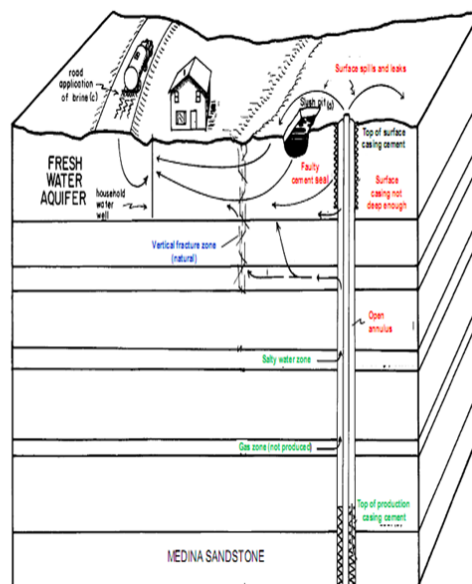 road
application
of brine (c)
Surface spills and leaks
Slush pit(s)
Top of surface
casing cement
FRESH
WATER
AQUIFER
Faulty
cement seal
Surface
casing not
deep enough
household
water
well
Vertical fracture zone
(natural)
Open
annulus
Salty water zone
Gas zone (not produced)
Top of production
casing cement
MEDINA SANDSTONE